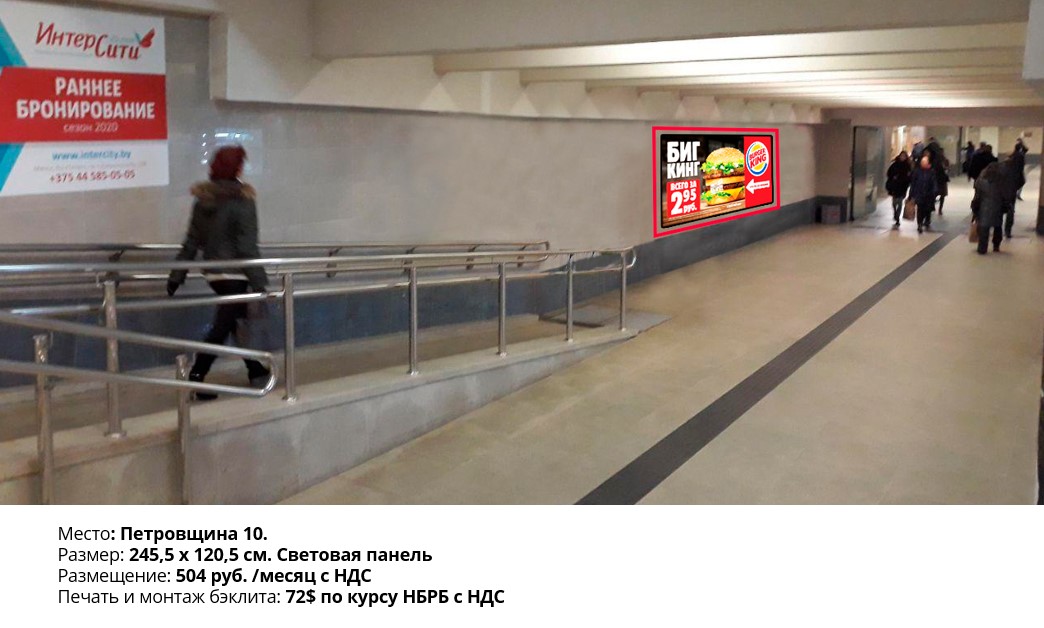 ИнтерСити
РАННЕЕ
БРОНИРОВАНИЕ
сезон 2020
www.intercity.by
+375 44 585-05-05
БИГ
КИНГ
ВСЕГО ЗА
2⁹⁵
руб.
BURGER
KING
Место: Петровщина 10.
Размер: 245,5 х 120,5 см. Световая панель
Размещение: 504 руб. /месяц с НДС
Печать и монтаж бэклита: 72$ по курсу НБРБ с НДС